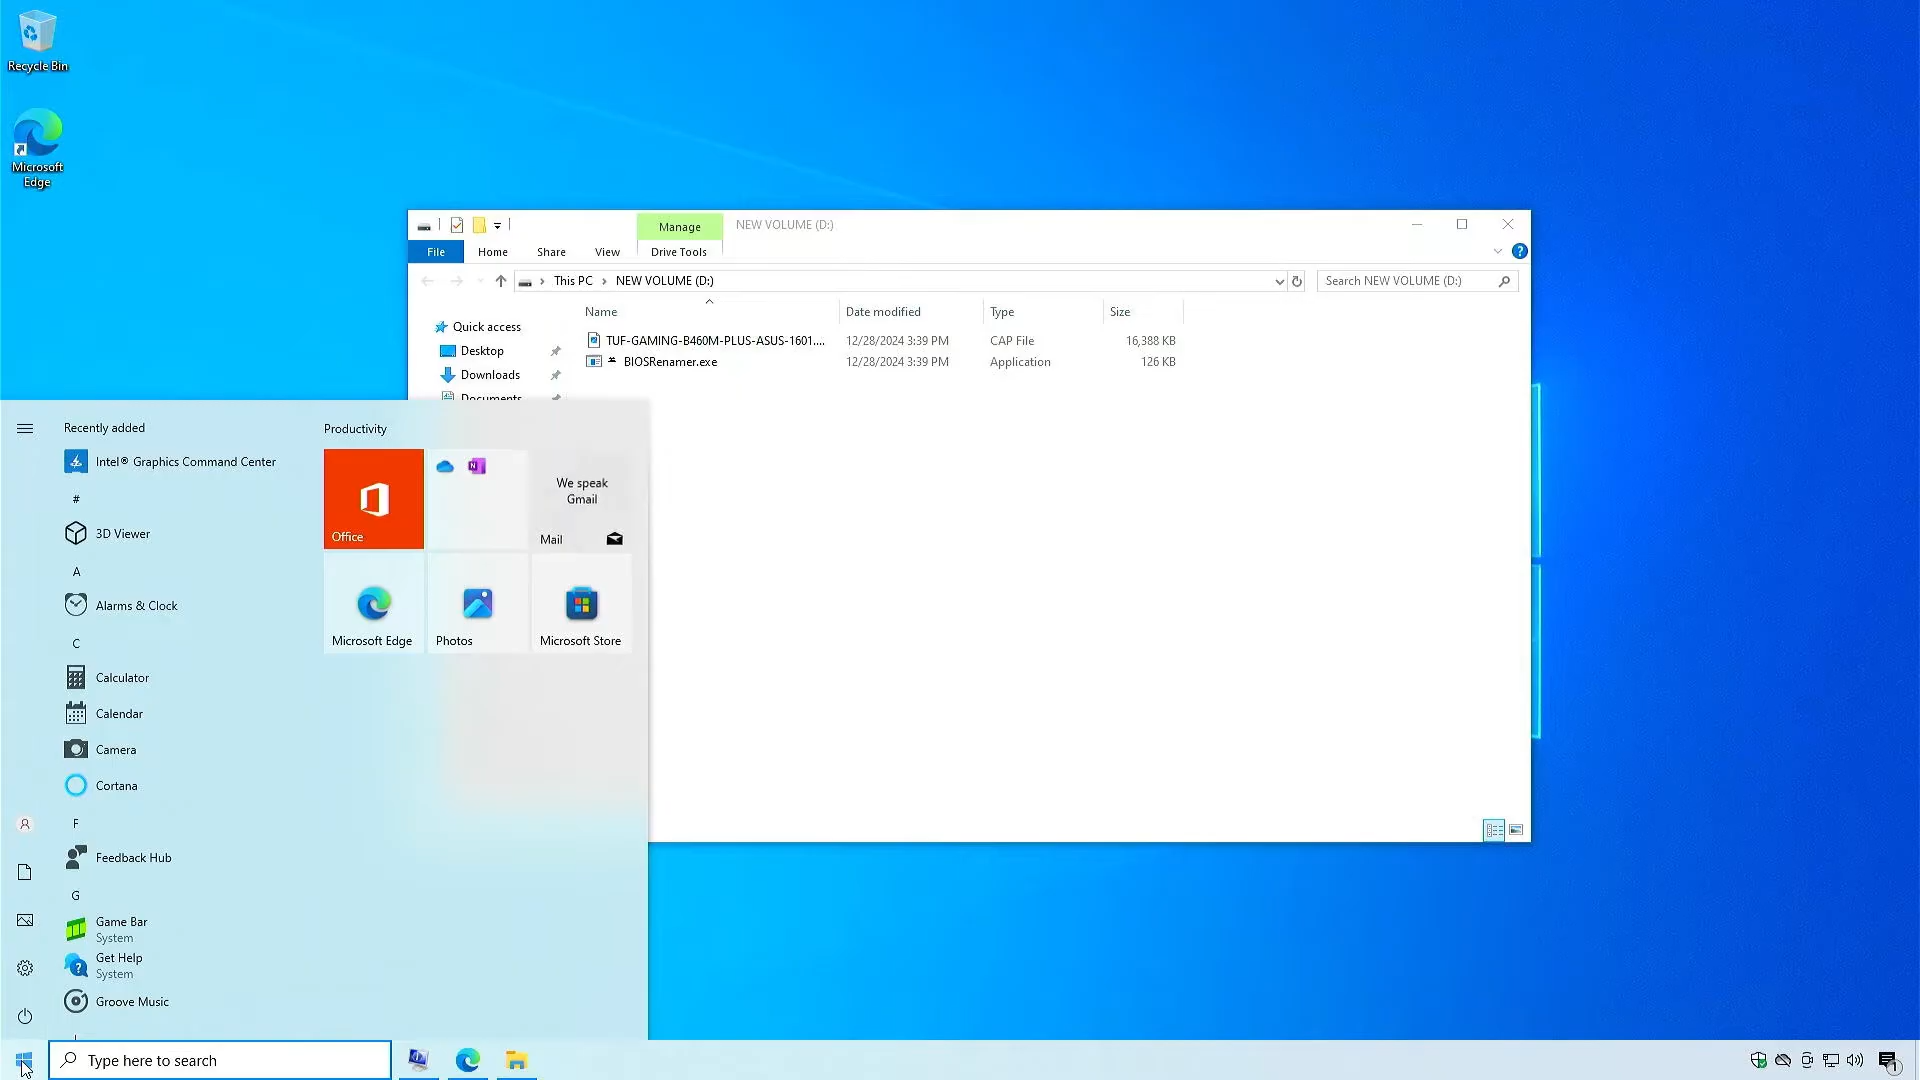 Recycle Bin
Microsoft
Edge
Manage
NEW VOLUME (D:)
File
Home
Share
View
Drive Tools
This PC
NEW VOLUME (D:)
Search NEW VOLUME (D:)
Name
Date modified
Type
Size
Quick access
Desktop
Downloads
Documents
TUF-GAMING-B460M-PLUS-ASUS-1601....
12/28/2024 3:39 PM
CAP File
16,388 KB
BIOSRenamer.exe
12/28/2024 3:39 PM
Application
126 KB
Recently added
Intel® Graphics Command Center
#
3D Viewer
A
Alarms & Clock
C
Calculator
Calendar
Camera
Cortana
F
Feedback Hub
G
Game Bar
System
Get Help
System
Groove Music
Productivity
Office
We speak
Gmail
Mail
Microsoft Edge
Photos
Microsoft Store
Type here to search
1